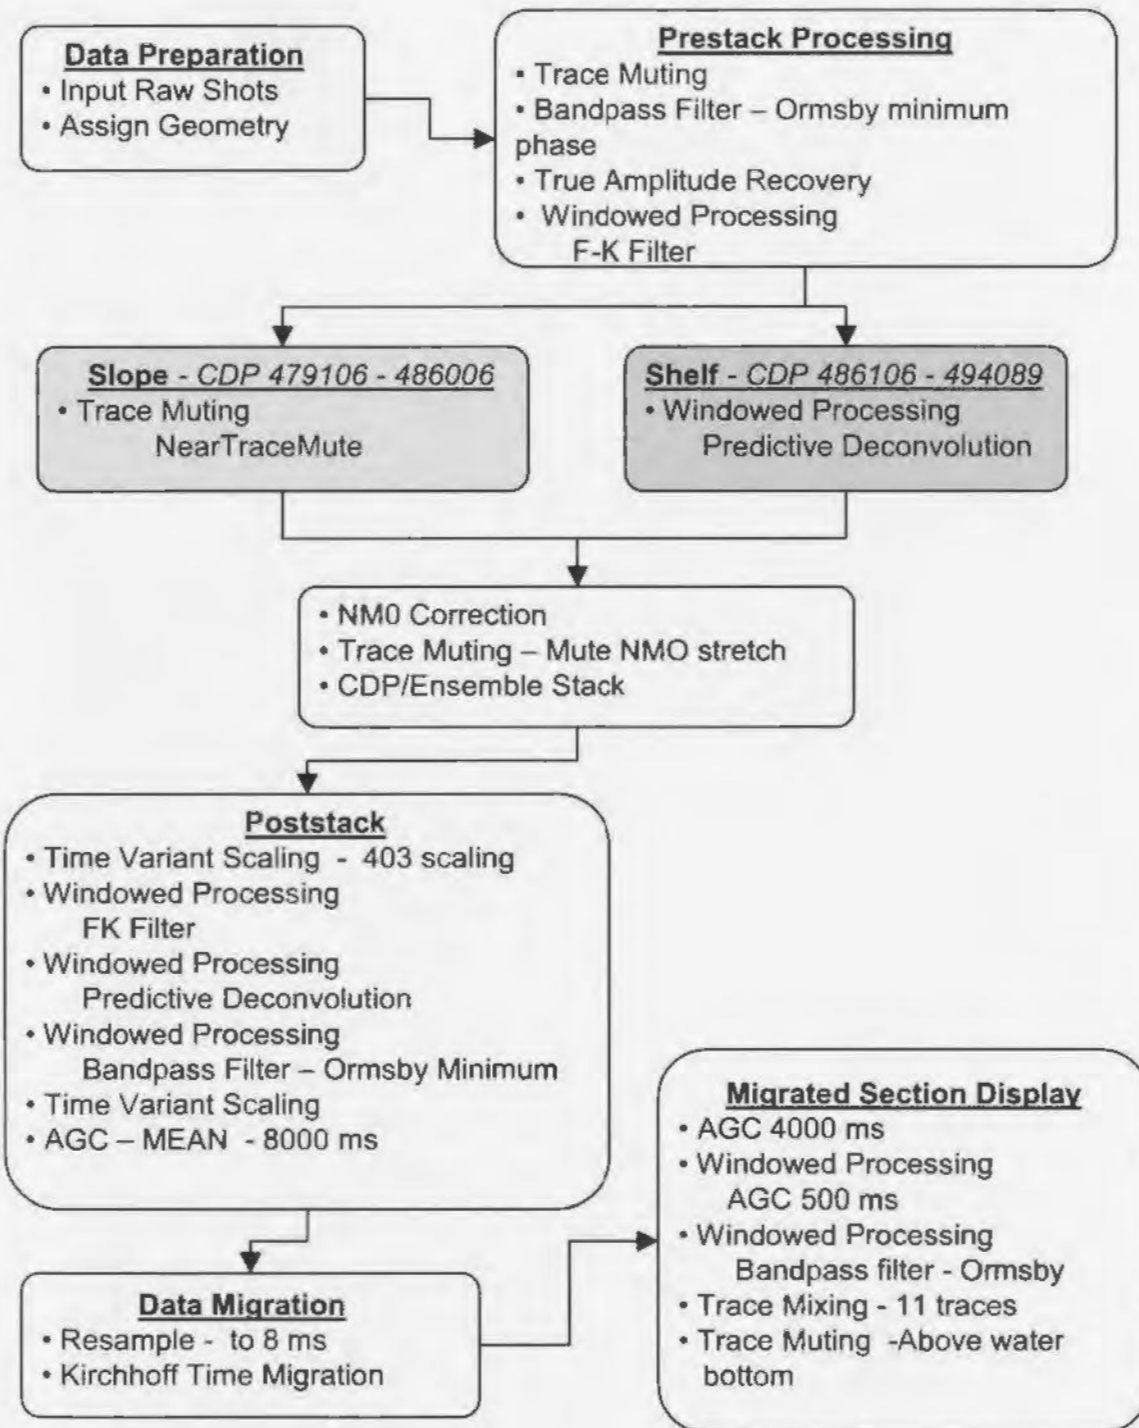 Data Preparation
• Input Raw Shots
• Assign Geometry
Prestack Processing
• Trace Muting
• Bandpass Filter – Ormsby minimum
phase
• True Amplitude Recovery
• Windowed Processing
F-K Filter
Slope - CDP 479106 - 486006
• Trace Muting
NearTraceMute
Shelf - CDP 486106 - 494089
• Windowed Processing
Predictive Deconvolution
• NM0 Correction
• Trace Muting – Mute NMO stretch
• CDP/Ensemble Stack
Poststack
• Time Variant Scaling - 403 scaling
• Windowed Processing
FK Filter
• Windowed Processing
Predictive Deconvolution
• Windowed Processing
Bandpass Filter – Ormsby Minimum
• Time Variant Scaling
• AGC – MEAN - 8000 ms
Data Migration
• Resample - to 8 ms
• Kirchhoff Time Migration
Migrated Section Display
• AGC 4000 ms
• Windowed Processing
AGC 500 ms
• Windowed Processing
Bandpass filter - Ormsby
• Trace Mixing - 11 traces
• Trace Muting -Above water
bottom